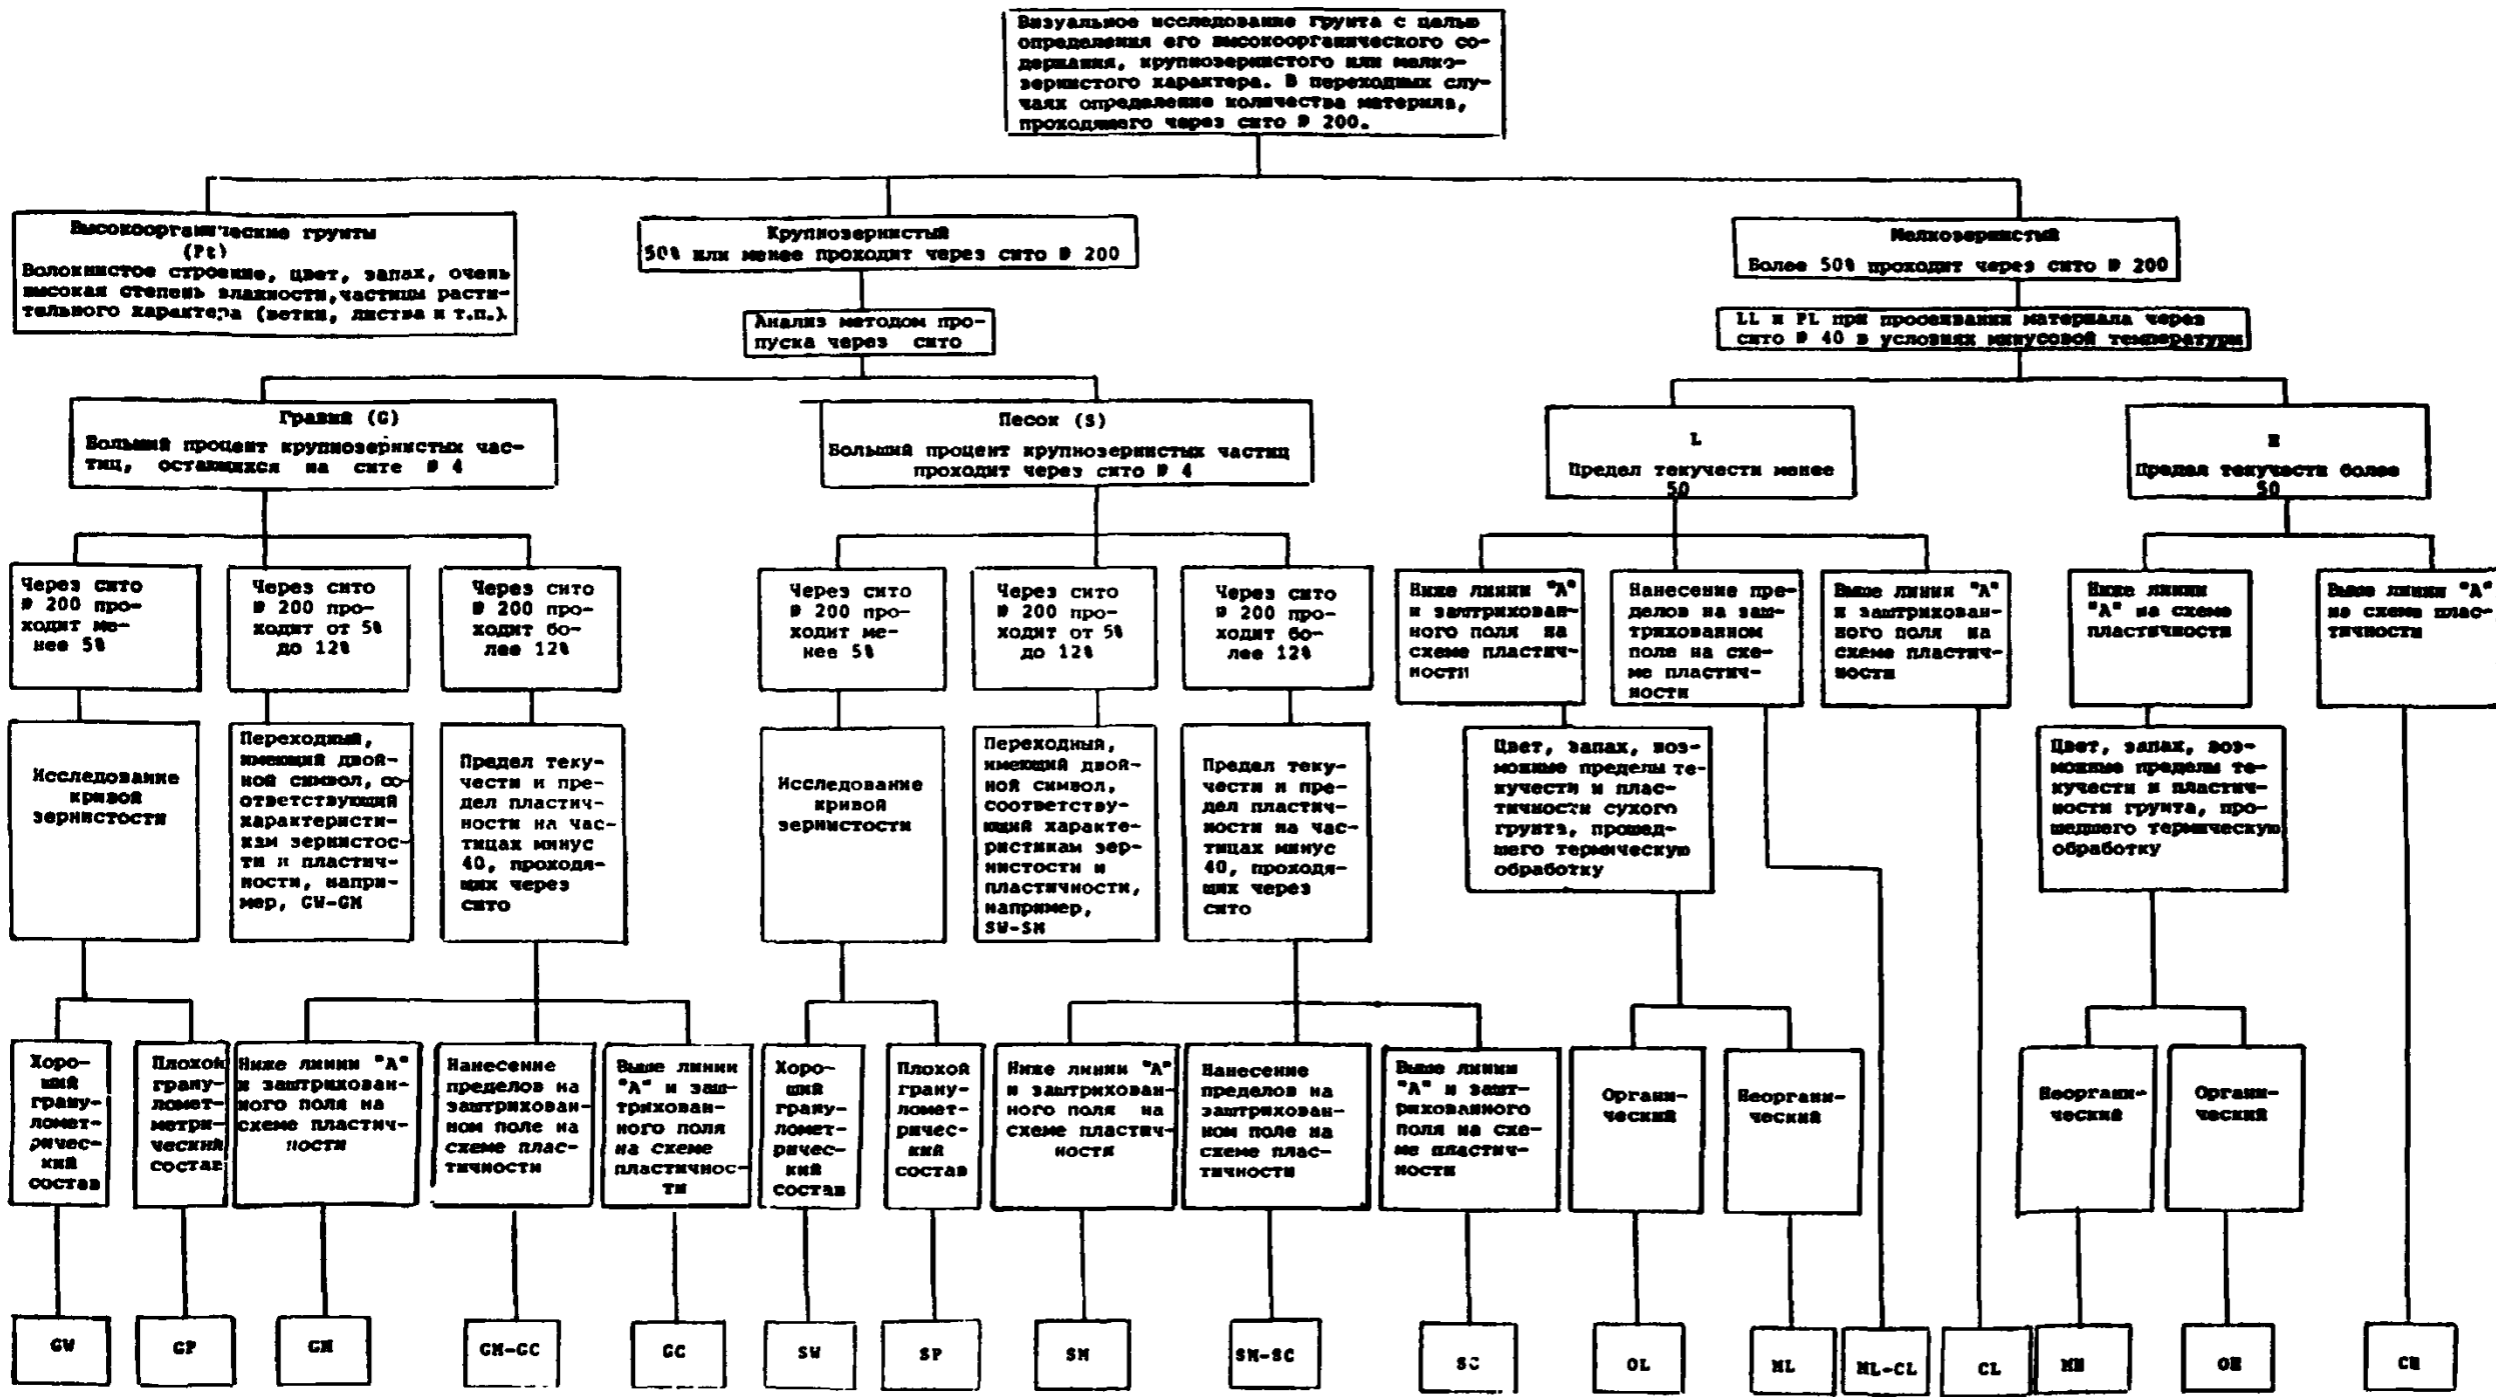 Визуальное исследование грунта с целью
определения его высокоорганического со-
держания, крупнозернистого или мелко-
зернистого характера. В переходных слу-
чаях определение количества материла,
проходящего через сито № 200.
Высокоорганические грунты
(Pt)
Волокнистое строение, цвет, запах, очень
высокая степень влажности, частицы расти-
тельного характера (ветки, листва и т.п.)
Крупнозернистый
50% или менее проходит через сито № 200
Мелкозернистый
Более 50% проходит через сито № 200
Анализ методом про-
пуска через сито
LL и PL при просеивании материала через
сито № 40 в условиях минусовой температуры
Гравий (G)
Больший процент крупнозернистых час-
тиц, оставшихся на сите № 4
Песок (S)
Больший процент крупнозернистых частиц
проходит через сито № 4
L
Предел текучести менее
50
H
Предел текучести более
50
Через сито
№ 200 про-
ходит ме-
нее 5%
Через сито
№ 200 про-
ходит от 5%
до 12%
Через сито
№ 200 про-
ходит бо-
лее 12%
Через сито
№ 200 про-
ходит ме-
нее 5%
Через сито
№ 200 про-
ходит от 5%
до 12%
Через сито
№ 200 про-
ходит бо-
лее 12%
Ниже линии "А"
и заштрихован-
ного поля на
схеме пластич-
ности
Нанесение пре-
делов на заш-
трихованном
поле на схе-
ме пластич-
ности
Выше линии "А"
и заштрихован-
ного поля на
схеме пластич-
ности
Ниже линии
"А" на схеме
пластичности
Выше линии "А"
на схеме плас-
тичности
Исследование
кривой
зернистости
Переходный,
имеющий двой-
ной символ, со-
ответствующий
характеристи-
кам зернистос-
ти и пластич-
ности, напри-
мер, GW-GM
Предел теку-
чести и пре-
дел пластич-
ности на час-
тицах минус
40, проходя-
щих через
сито
Исследование
кривой
зернистости
Переходный,
имеющий двой-
ной символ,
соответству-
ющий характе-
ристикам зер-
нистости и
пластичности,
например,
SW-SM
Предел теку-
чести и пре-
дел пластич-
ности на час-
тицах минус
40, проходя-
щих через
сито
Цвет, запах, воз-
можные пределы те-
кучести и плас-
тичности сухого
грунта, прошед-
шего термическую
обработку
Цвет, запах, воз-
можные пределы те-
кучести и пластич-
ности грунта, про-
шедшего термическую
обработку
Хоро-
ший
грану-
ломет-
ричес-
кий
состав
Плохой
грану-
ломет-
метри-
ческий
состав
Ниже линии "А"
и заштрихован-
ного поля на
схеме пластич-
ности
Нанесение
пределов на
заштрихован-
ном поле на
схеме плас-
тичности
Выше линии
"А" и заш-
трихован-
ного поля
на схеме
пластичнос-
ти
Хоро-
ший
грану-
ломет-
ричес-
кий
состав
Плохой
грану-
ломет-
ричес-
кий
состав
Ниже линии "А"
и заштрихован-
ного поля на
схеме пластич-
ности
Нанесение
пределов на
заштрихован-
ном поле на
схеме плас-
тичности
Выше линии
"А" и зашт-
рихованного
поля на схе-
ме пластич-
ности
Органи-
ческий
Неоргани-
ческий
Неоргани-
ческий
Органи-
ческий
GW
GP
GM
GM-GC
GC
SW
SP
SM
SM-SC
SC
OL
ML
ML-CL
CL
MH
OH
CH